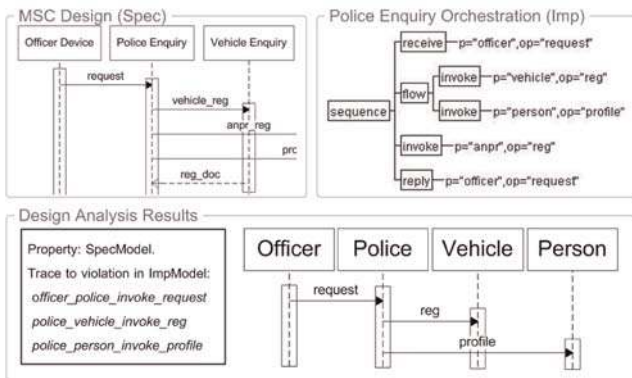 MSC Design (Spec)
Officer Device
Police Enquiry
Vehicle Enquiry
request
vehicle_reg
anpr_reg
pro
reg_doc
Police Enquiry Orchestration (Imp)
receive p="officer",op="request"
invoke p="vehicle",op="reg"
flow
invoke p="person",op="profile"
sequence
invoke p="anpr",op="reg"
reply p="officer",op="request"
Design Analysis Results
Property: SpecModel.
Trace to violation in ImpModel:
officer_police_invoke_request
police_vehicle_invoke_reg
police_person_invoke_profile
Officer
Police
Vehicle
Person
request
reg
profile